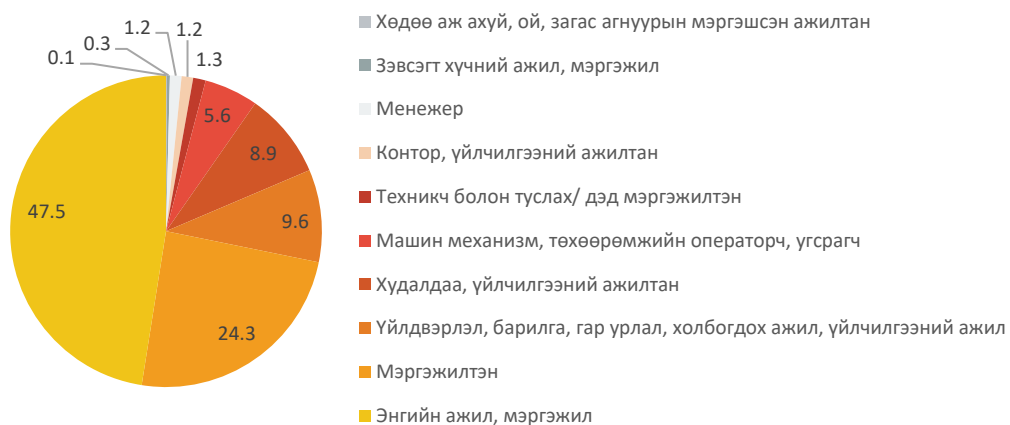 0.1
0.3
1.2
1.2
1.3
5.6
8.9
9.6
24.3
47.5
Хөдөө аж ахуй, ой, загас агнуурын мэргэшсэн ажилтан
Зэвсэгт хүчний ажил, мэргэжил
Менежер
Контор, үйлчилгээний ажилтан
Техникч болон туслах/ дэд мэргэжилтэн
Машин механизм, төхөөрөмжийн операторч, угсрагч
Худалдаа, үйлчилгээний ажилтан
Үйлдвэрлэл, барилга, гар урлал, холбогдох ажил, үйлчилгээний ажил
Мэргэжилтэн
Энгийн ажил, мэргэжил